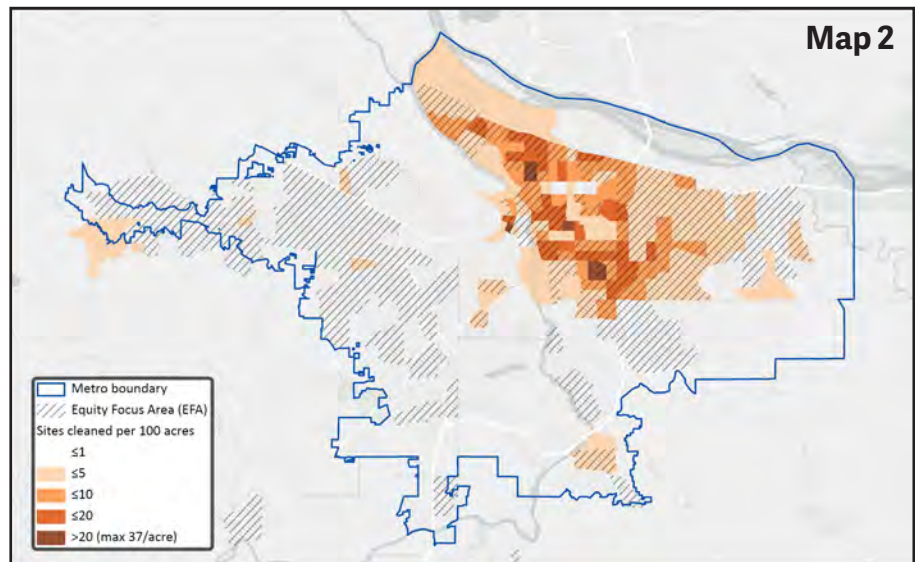 Map 2
Metro boundary
Equity Focus Area (EFA)
Sites cleaned per 100 acres
≤1
≤5
≤10
≤20
>20 (max 37/acre)